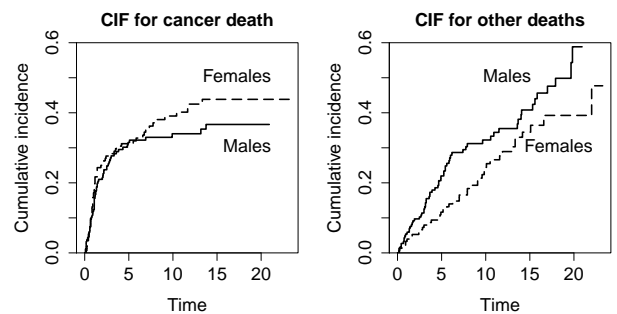 CIF for cancer death
Cumulative incidence
0.6
0.4
0.2
0.0
Females
Males
0 5 10 15 20
Time
CIF for other deaths
Cumulative incidence
0.6
0.4
0.2
0.0
Males
Females
0 5 10 15 20
Time